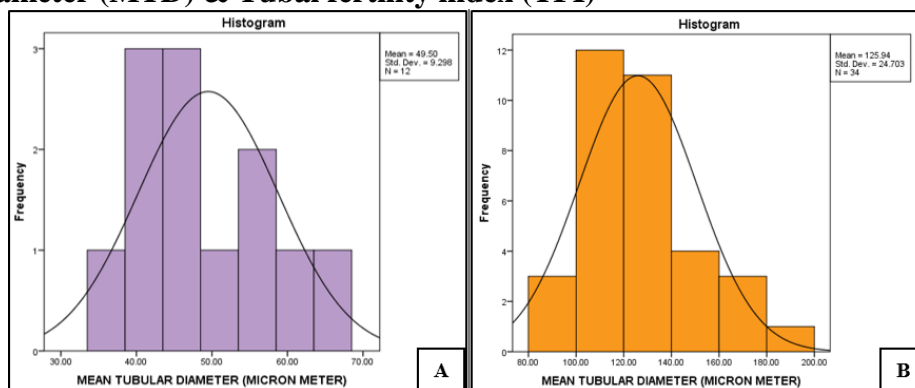 ameter (MTD) & Tubal fertility index (TFI)
Histogram
Mean = 49.50
Std. Dev. = 9.298
N = 12
Frequency
3
2
1
0
30.00 40.00 50.00 60.00 70.00
MEAN TUBULAR DIAMETER (MICRON METER)
A
Histogram
Mean = 125.94
Std. Dev. = 24.703
N = 34
Frequency
12
10
8
6
4
2
0
80.00 100.00 120.00 140.00 160.00 180.00 200.00
MEAN TUBULAR DIAMETER (MICRON METER)
B